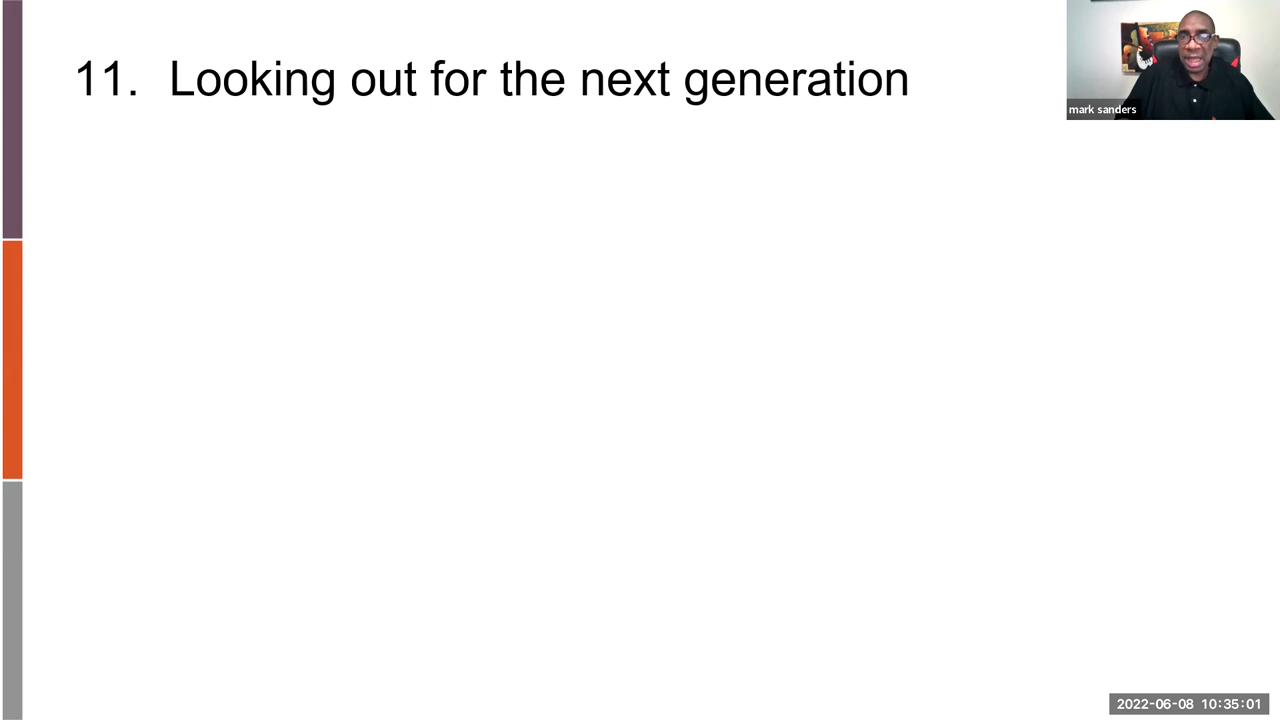 11. Looking out for the next generation
mark sanders
2022-06-08 10:35:01